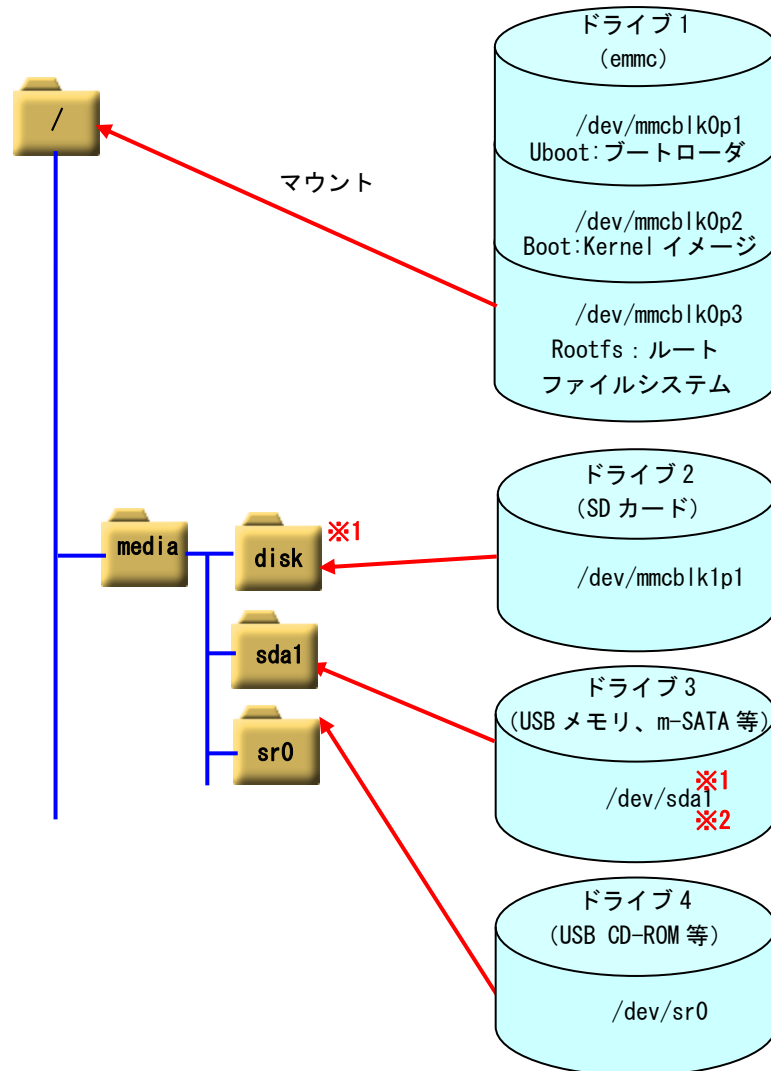 ドライブ1
(emmc)
/dev/mmcblk0p1
Uboot:ブートローダ
/dev/mmcblk0p2
Boot:Kernel イメージ
/dev/mmcblk0p3
Rootfs:ルート
ファイルシステム
/
マウント
media
disk
※1
sda1
sr0
ドライブ2
(SD カード)
/dev/mmcblk1p1
ドライブ3
(USB メモリ、m-SATA 等)
※1
/dev/sda1
※2
ドライブ4
(USB CD-ROM 等)
/dev/sr0